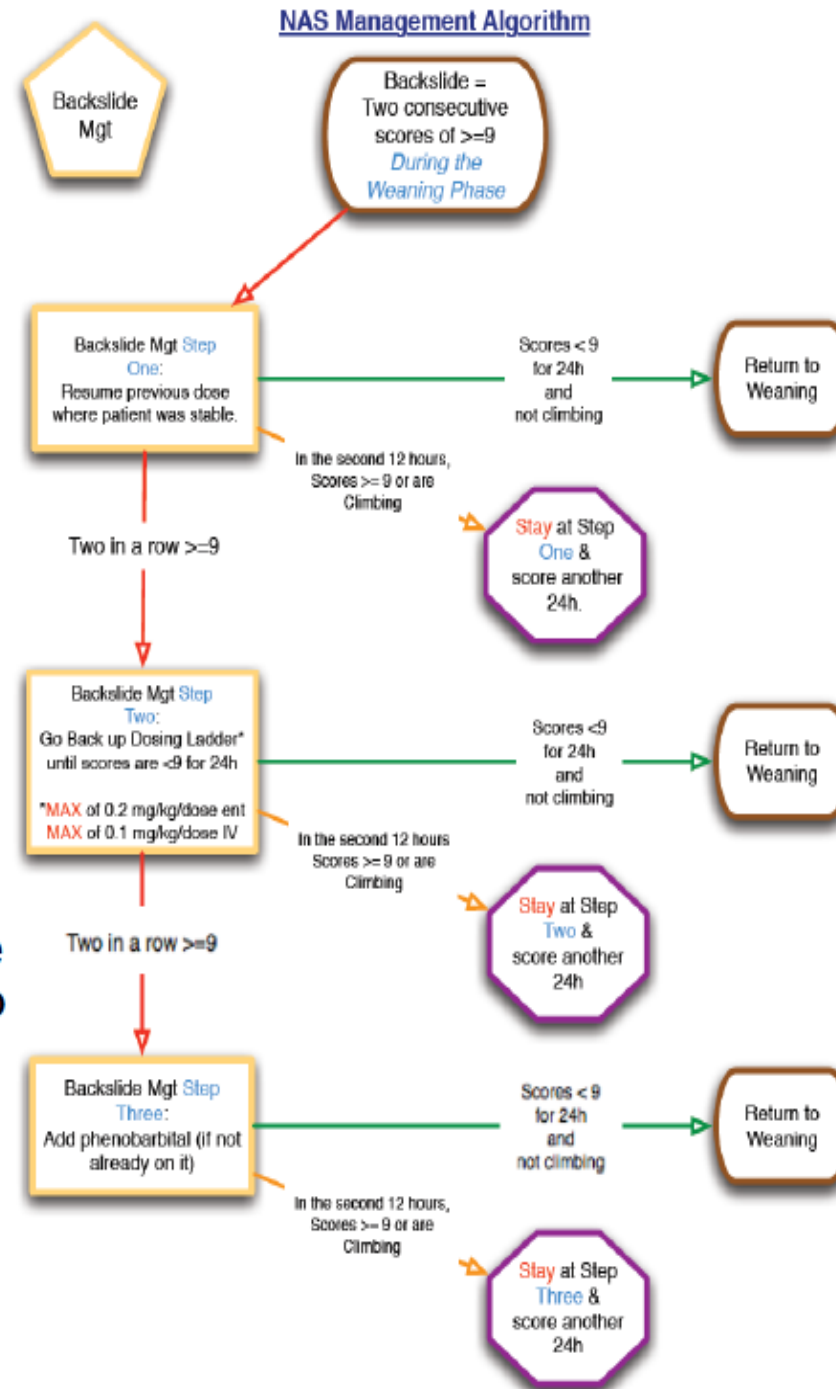 NAS Management Algorithm
Backslide
Mgt
Backslide =
Two consecutive
scores of >=9
During the
Weaning Phase
Backslide Mgt Step
One:
Resume previous dose
where patient was stable.
Scores < 9
for 24h
and
not climbing
Return to
Weaning
In the second 12 hours,
Scores >= 9 or are
Climbing
Stay at Step
One &
score another
24h.
Two in a row >=9
Backslide Mgt Step
Two:
Go Back up Dosing Ladder*
until scores are <9 for 24h
*MAX of 0.2 mg/kg/dose ent
MAX of 0.1 mg/kg/dose IV
Scores <9
for 24h
and
not climbing
Return to
Weaning
In the second 12 hours
Scores >= 9 or are
Climbing
Stay at Step
Two &
score another
24h
Two in a row >=9
Backslide Mgt Step
Three:
Add phenobarbital (if not
already on it)
Scores < 9
for 24h
and
not climbing
Return to
Weaning
In the second 12 hours,
Scores >= 9 or are
Climbing
Stay at Step
Three &
score another
24h